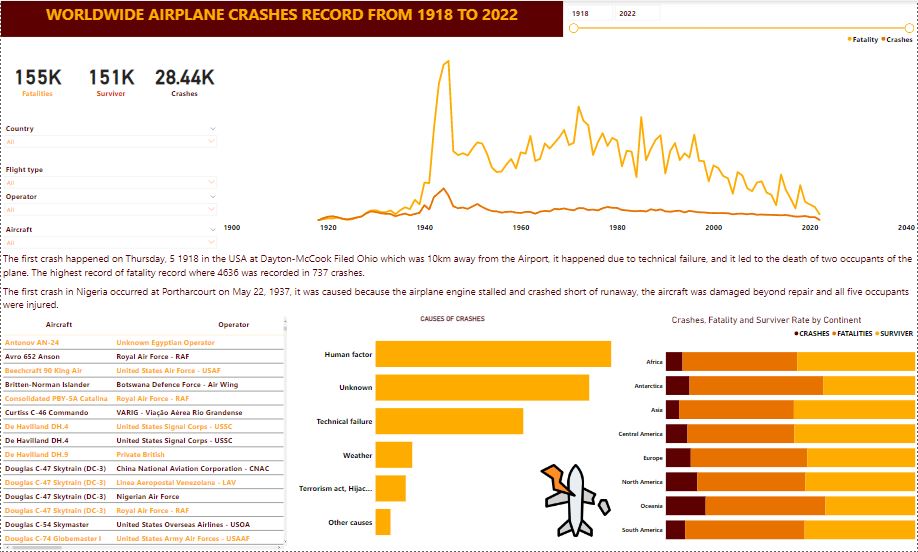 WORLDWIDE AIRPLANE CRASHES RECORD FROM 1918 TO 2022
1918 2022
Fatality Crashes
155K 151K 28.44K
Fatalities Surviver Crashes
Country
All
Flight type
All
Operator
All
Aircraft
All
1900 1920 1940 1960 1980 2000 2020 2040
The first crash happened on Thursday, 5 1918 in the USA at Dayton-McCook Filed Ohio which was 10km away from the Airport, it happened due to technical failure, and it led to the death of two occupants of the
plane. The highest record of fatality record where 4636 was recorded in 737 crashes.
The first crash in Nigeria occurred at Portharcourt on May 22, 1937, it was caused because the airplane engine stalled and crashed short of runaway, the aircraft was damaged beyond repair and all five occupants
were injured.
Aircraft Operator
Antonov AN-24 Unknown Egyptian Operator
Avro 652 Anson Royal Air Force - RAF
Beechcraft 90 King Air United States Air Force - USAF
Britten-Norman Islander Botswana Defence Force - Air Wing
Consolidated PBY-5A Catalina Royal Air Force - RAF
Curtiss C-46 Commando VARIG - Viação Aérea Rio Grandense
De Havilland DH.4 United States Signal Corps - USSC
De Havilland DH.4 United States Signal Corps - USSC
De Havilland DH.9 Private British
Douglas C-47 Skytrain (DC-3) China National Aviation Corporation - CNAC
Douglas C-47 Skytrain (DC-3) Linea Aeropostal Venezolana - LAV
Douglas C-47 Skytrain (DC-3) Nigerian Air Force
Douglas C-47 Skytrain (DC-3) Royal Air Force - RAF
Douglas C-54 Skymaster United States Overseas Airlines - USOA
Douglas C-74 Globemaster I United States Army Air Forces - USAAF
CAUSES OF CRASHES
Human factor
Unknown
Technical failure
Weather
Terrorism act, Hijac...
Other causes
Crashes, Fatality and Surviver Rate by Continent
CRASHES FATALITIES SURVIVER
Africa
Antarctica
Asia
Central America
Europe
North America
Oceania
South America